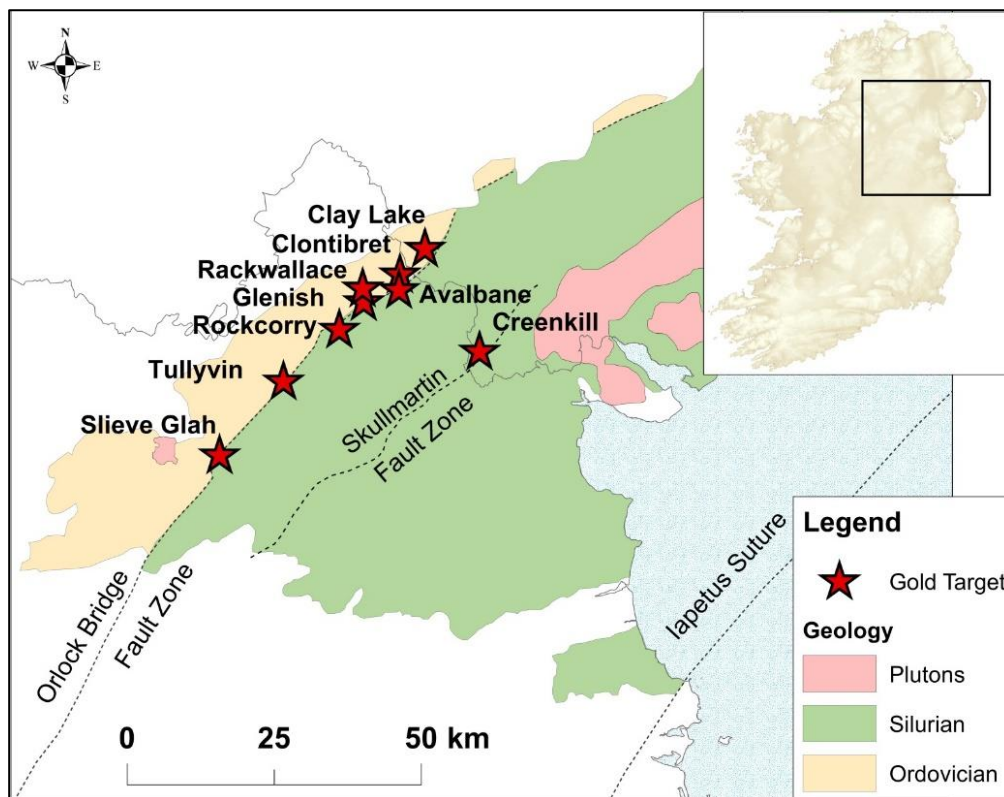 N
W E
S
Clay Lake
Clontibret
Rackwallace
Glenish
Avalbane
Rockcorry
Creenkill
Tullyvin
Skullmartin
Fault Zone
Slieve Glah
Orlock Bridge
Fault Zone
Iapetus Suture
0 25 50 km
Legend
Gold Target
Geology
Plutons
Silurian
Ordovician